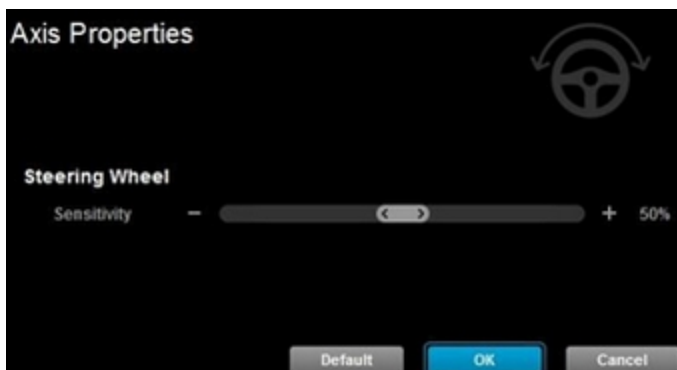 Axis Properties
Steering Wheel
Sensitivity - + 50%
Default OK Cancel